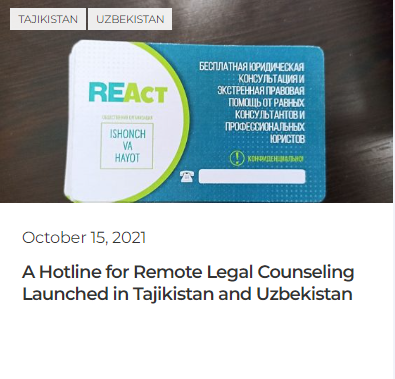 TAJIKISTAN
UZBEKISTAN
REACT
ISHONCH
VA
HAYOT
БЕСПЛАТНАЯ ЮРИДИЧЕСКАЯ
КОНСУЛЬТАЦИЯ И
ЭКСТРЕННАЯ ПРАВОВАЯ
ПОМОЩЬ ОТ РАВНЫХ
КОНСУЛЬТАНТОВ И
ПРОФЕССИОНАЛЬНЫХ
ЮРИСТОВ
КОНФИДЕНЦИАЛЬНО!
October 15, 2021
A Hotline for Remote Legal Counseling
Launched in Tajikistan and Uzbekistan